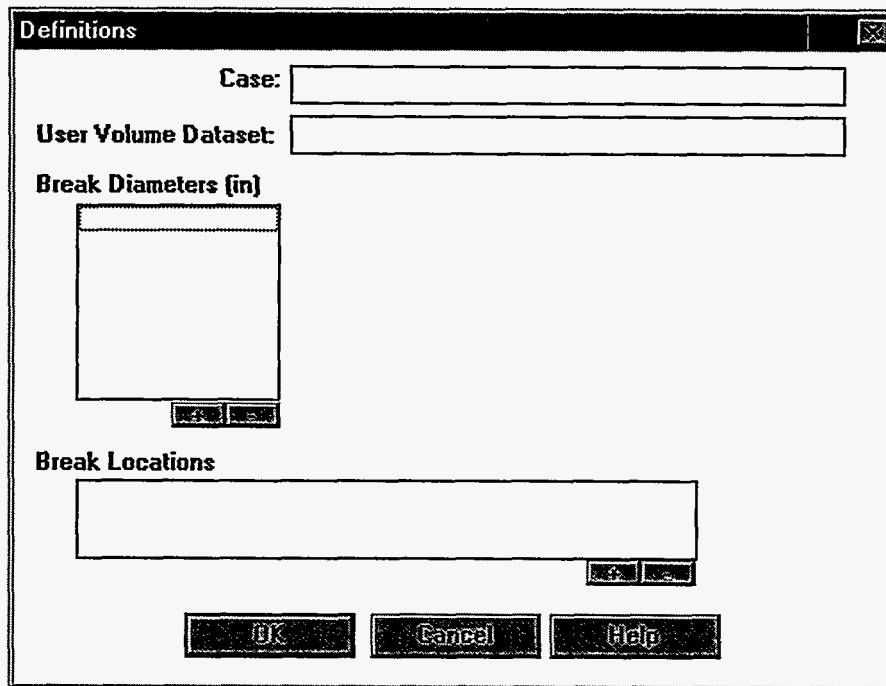 Definitions
Case:
User Volume Dataset:
Break Diameters (in)
+ -
Break Locations
+ -
OK Cancel Help